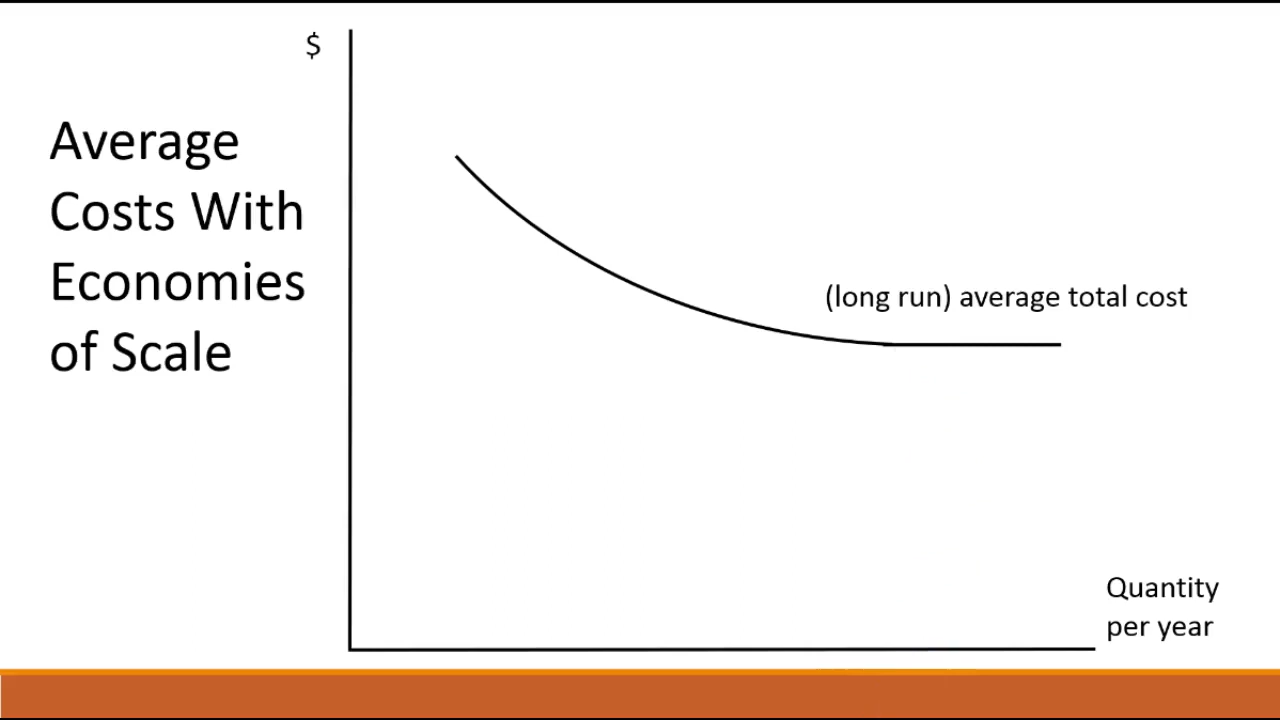 $
Average
Costs With
Economies
of Scale
(long run) average total cost
Quantity
per year